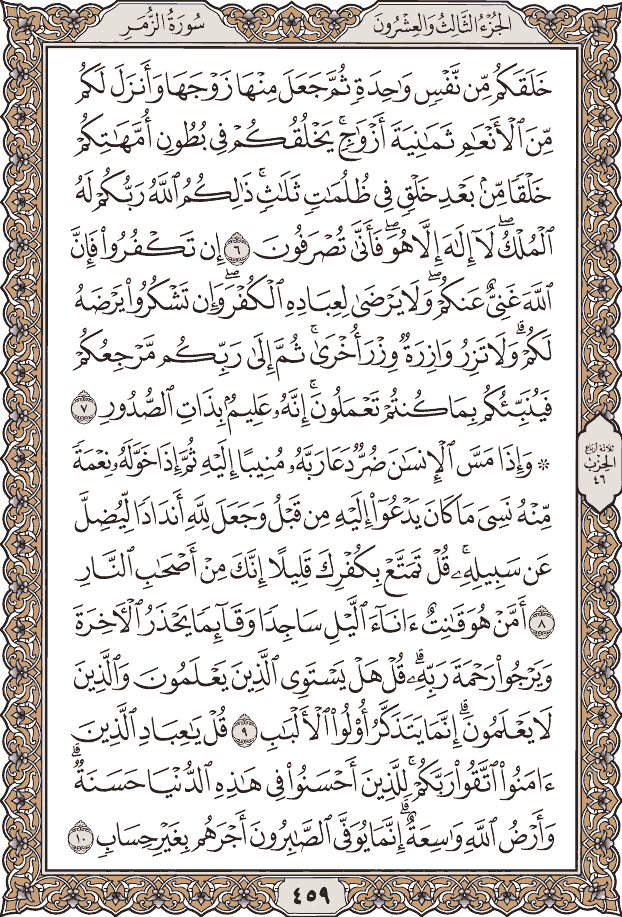 الجُزْءُ الثَّالِثُ وَالعِشْرُون
سُورَةُ الزُّمَر
خَلَقَكُم مِّن نَّفْسٍ وَٰحِدَةٍ ثُمَّ جَعَلَ مِنْهَا زَوْجَهَا وَأَنزَلَ لَكُم
مِّنَ ٱلْأَنْعَٰمِ ثَمَٰنِيَةَ أَزْوَٰجٍ ۚ يَخْلُقُكُمْ فِى بُطُونِ أُمَّهَٰتِكُمْ
خَلْقًا مِّنۢ بَعْدِ خَلْقٍ فِى ظُلُمَٰتٍ ثَلَٰثٍ ۚ ذَٰلِكُمُ ٱللَّهُ رَبُّكُمْ لَهُ
ٱلْمُلْكُ ۖ لَآ إِلَٰهَ إِلَّا هُوَ ۖ فَأَنَّىٰ تُصْرَفُونَ ٦ إِن تَكْفُرُوا۟ فَإِنَّ
ٱللَّهَ غَنِىٌّ عَنكُمْ ۖ وَلَا يَرْضَىٰ لِعِبَادِهِ ٱلْكُفْرَ ۖ وَإِن تَشْكُرُوا۟ يَرْضَهُ
لَكُمْ ۗ وَلَا تَزِرُ وَازِرَةٌ وِزْرَ أُخْرَىٰ ۚ ثُمَّ إِلَىٰ رَبِّكُم مَّرْجِعُكُمْ
فَيُنَبِّئُكُم بِمَا كُنتُمْ تَعْمَلُونَ ۚ إِنَّهُۥ عَلِيمٌۢ بِذَاتِ ٱلصُّدُورِ ٧
۞ وَإِذَا مَسَّ ٱلْإِنسَٰنَ ضُرٌّ دَعَا رَبَّهُۥ مُنِيبًا إِلَيْهِ ثُمَّ إِذَا خَوَّلَهُۥ نِعْمَةً
مِّنْهُ نَسِىَ مَا كَانَ يَدْعُوٓا۟ إِلَيْهِ مِن قَبْلُ وَجَعَلَ لِلَّهِ أَندَادًا لِّيُضِلَّ
عَن سَبِيلِهِۦ ۚ قُلْ تَمَتَّعْ بِكُفْرِكَ قَلِيلًا ۖ إِنَّكَ مِنْ أَصْحَٰبِ ٱلنَّارِ
٨ أَمَّنْ هُوَ قَٰنِتٌ ءَانَآءَ ٱلَّيْلِ سَاجِدًا وَقَآئِمًا يَحْذَرُ ٱلْءَاخِرَةَ
وَيَرْجُوا۟ رَحْمَةَ رَبِّهِۦ ۗ قُلْ هَلْ يَسْتَوِى ٱلَّذِينَ يَعْلَمُونَ وَٱلَّذِينَ
لَا يَعْلَمُونَ ۗ إِنَّمَا يَتَذَكَّرُ أُو۟لُوا۟ ٱلْأَلْبَٰبِ ٩ قُلْ يَٰعِبَادِ ٱلَّذِينَ
ءَامَنُوا۟ ٱتَّقُوا۟ رَبَّكُمْ ۚ لِلَّذِينَ أَحْسَنُوا۟ فِى هَٰذِهِ ٱلدُّنْيَا حَسَنَةٌ ۗ
وَأَرْضُ ٱللَّهِ وَٰسِعَةٌ ۗ إِنَّمَا يُوَفَّى ٱلصَّٰبِرُونَ أَجْرَهُم بِغَيْرِ حِسَابٍ ١٠
ثلاثة أرباع
الحزب
٤٦
٤٥٩